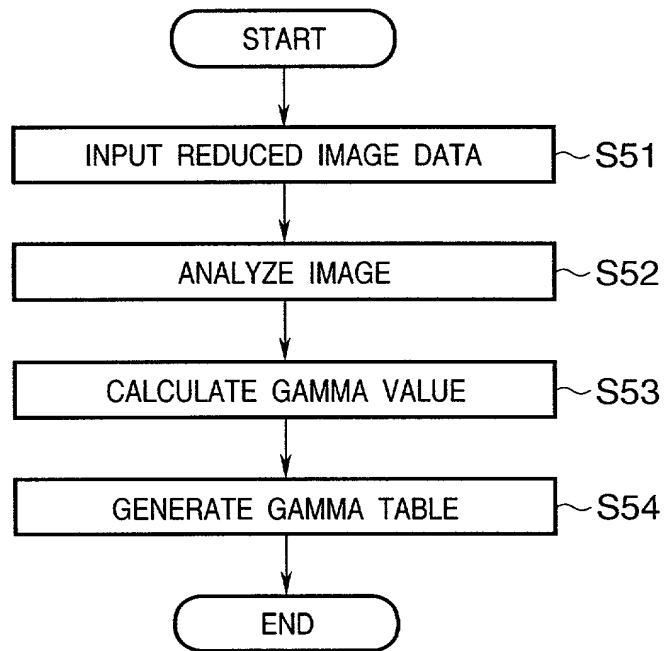 START
INPUT REDUCED IMAGE DATA
S51
ANALYZE IMAGE
S52
CALCULATE GAMMA VALUE
S53
GENERATE GAMMA TABLE
S54
END